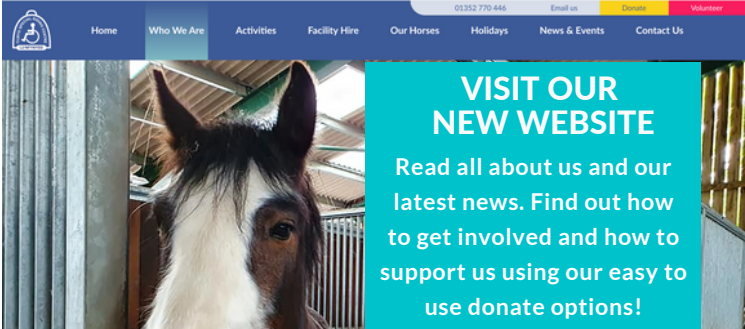 01352 770 446 Email us Donate Volunteer
Home Who We Are Activities Facility Hire Our Horses Holidays News & Events Contact Us
VISIT OUR
NEW WEBSITE
Read all about us and our
latest news. Find out how
to get involved and how to
support us using our easy to
use donate options!